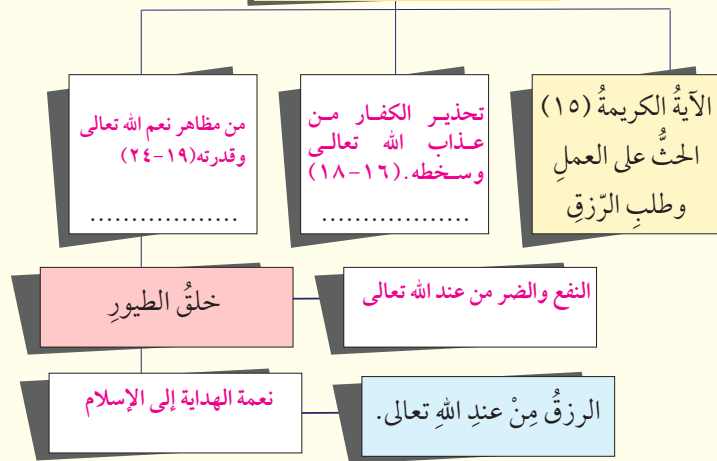 الآيةُ الكريمةُ (١٥)
الحثُّ على العملِ
وطلبِ الرّزقِ
تحذير الكفار من
عذاب الله تعالى
وسخطه.(١٦-١٨)
..................
من مظاهر نعم الله تعالى
وقدرته(١٩-٢٤)
..................
خلقُ الطيورِ
النفع والضر من عند الله تعالى
نعمة الهداية إلى الإسلام
الرزقُ مِنْ عندِ اللهِ تعالى.